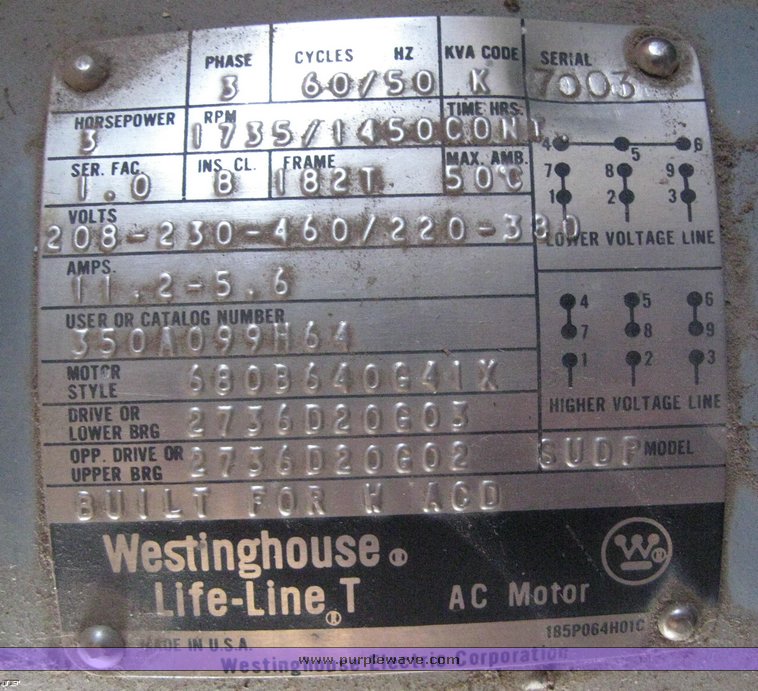 PHASE CYCLES HZ KVA CODE SERIAL
3 60/50 K 7003
HORSEPOWER RPM TIME HRS.
3 1735/1450 CONT.
4 5 6
SER. FAC. INS. CL. FRAME MAX. AMB.
1.0 B 182T 50°C
7 8 9
1 2 3
VOLTS
208-230-460/220-380
LOWER VOLTAGE LINE
AMPS.
11.2-5.6
USER OR CATALOG NUMBER
350A099H64
4 5 6
7 8 9
1 2 3
MOTOR STYLE 680B640G41X
HIGHER VOLTAGE LINE
DRIVE OR
LOWER BRG 2736D20G03
OPP. DRIVE OR
UPPER BRG 2736D20G02
SUDP MODEL
BUILT FOR W ACD
Westinghouse ®
Life-Line ® T AC Motor
W ®
185P064H01C
MADE IN U.S.A.
www.purplewave.com
Westinghouse Electric Corporation